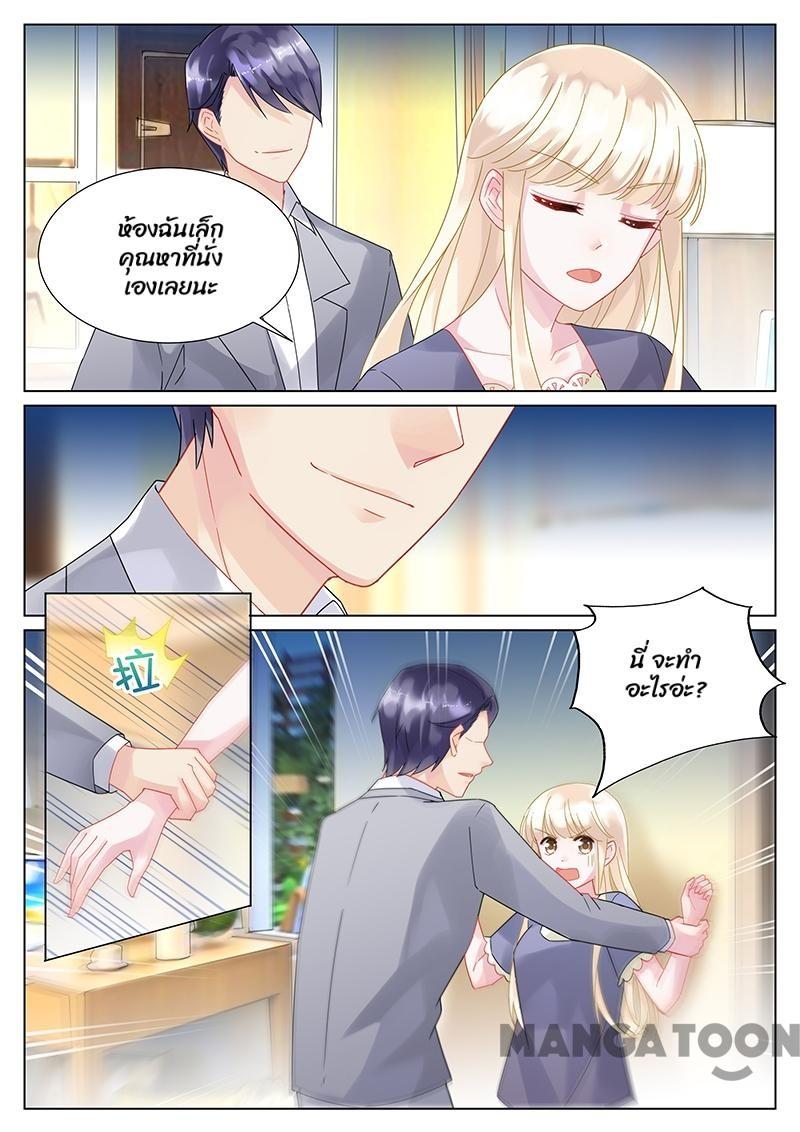 ห้องฉันเล็ก
คุณหาที่นั่ง
เองเลยนะ
拉
นี่ จะทำ
อะไรอ่ะ?
MANGATOON